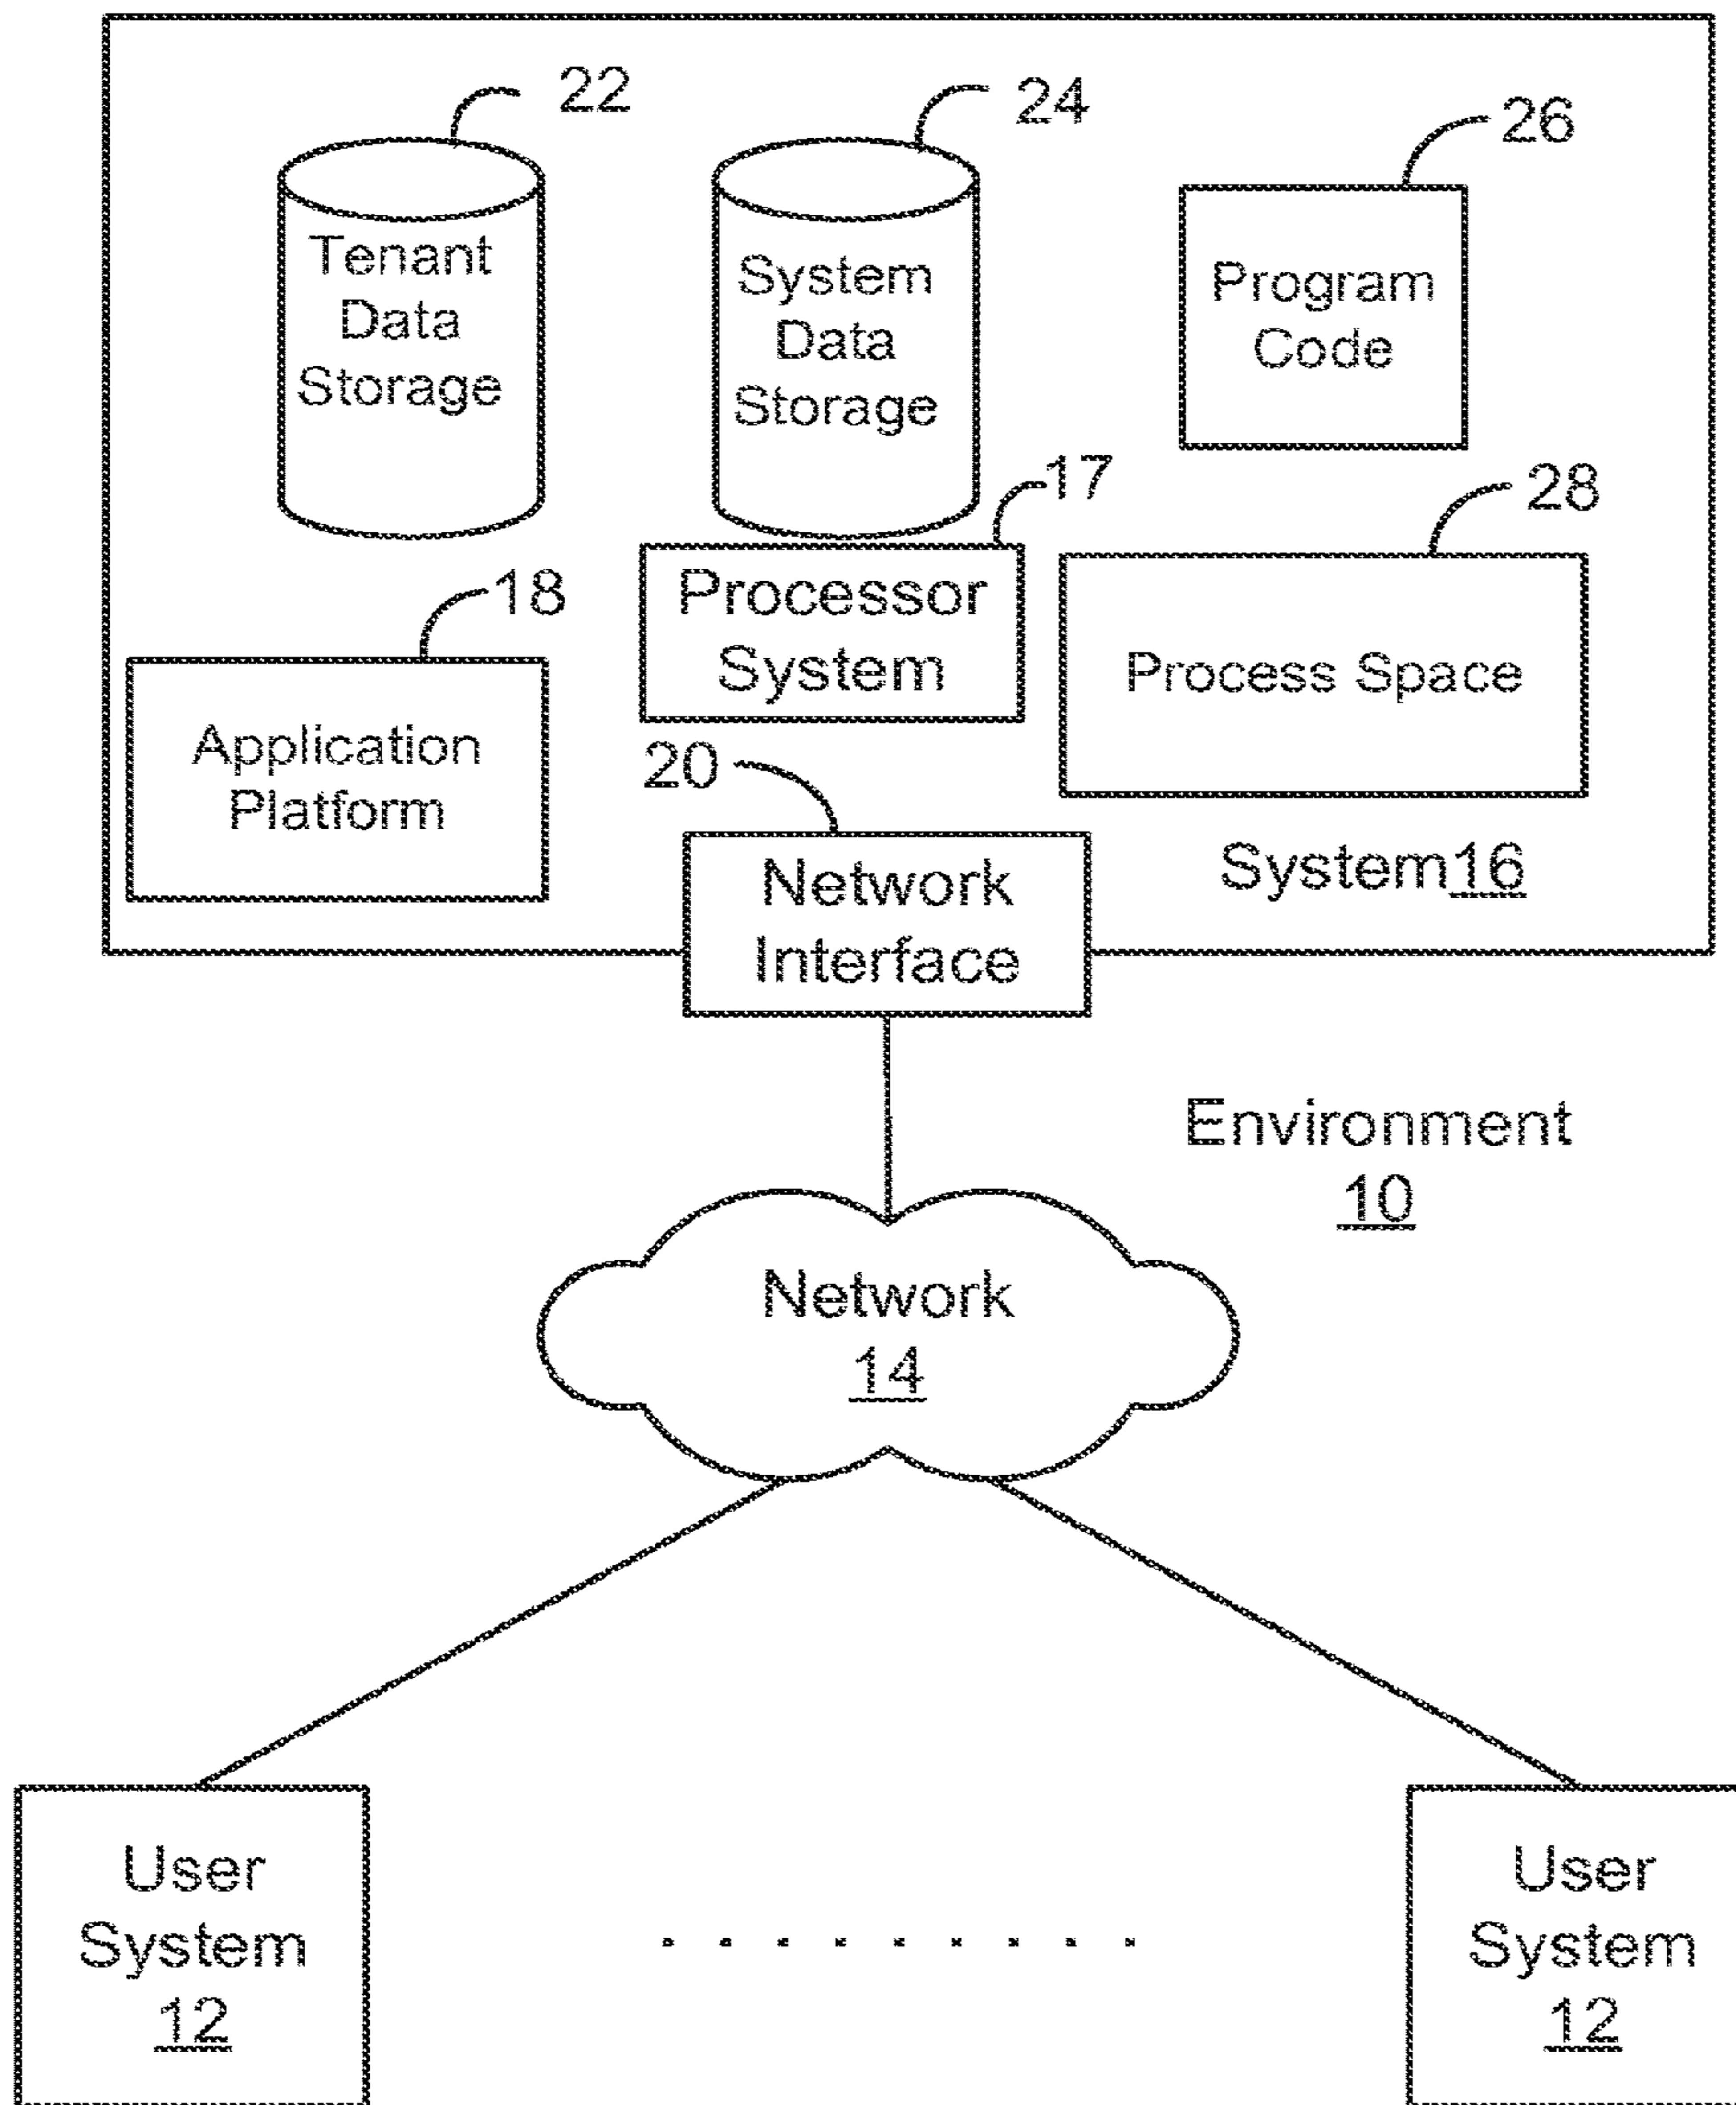 22
24
26
Tenant
Data
Storage
System
Data
Storage
Program
Code
17
28
18
Processor
System
Process Space
Application
Platform
20
System16
Network
Interface
Environment
10
Network
14
User
System
12
User
System
12